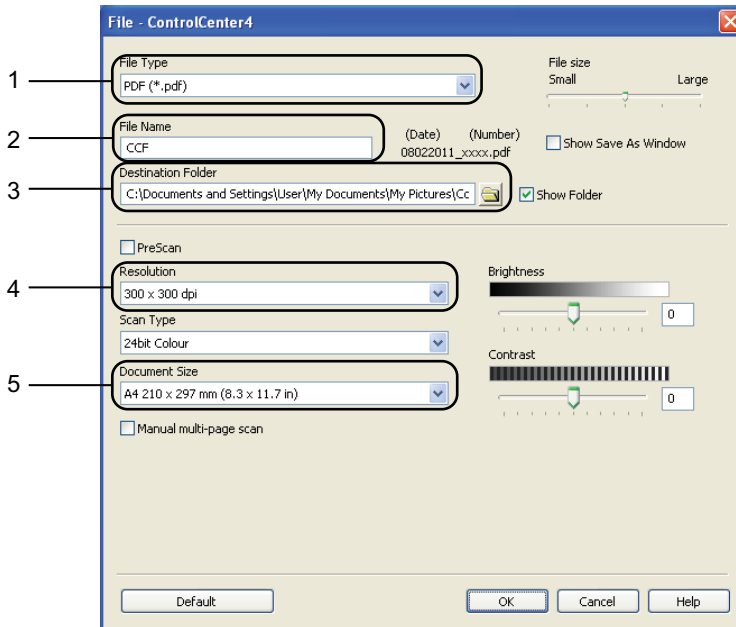 File - ControlCenter4
1
File Type
PDF (*.pdf)
File size
Small Large
2
File Name
CCF
(Date) (Number)
08022011_xxxx.pdf
Show Save As Window
3
Destination Folder
C:\Documents and Settings\User\My Documents\My Pictures\Cc
Show Folder
PreScan
4
Resolution
300 x 300 dpi
Brightness
0
Scan Type
24bit Colour
Contrast
0
5
Document Size
A4 210 x 297 mm (8.3 x 11.7 in)
Manual multi-page scan
Default
OK
Cancel
Help